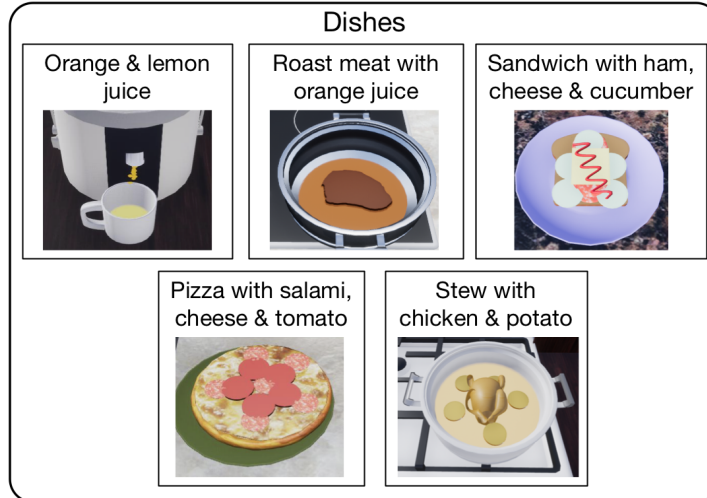 Dishes
Orange & lemon
juice
Roast meat with
orange juice
Sandwich with ham,
cheese & cucumber
Pizza with salami,
cheese & tomato
Stew with
chicken & potato